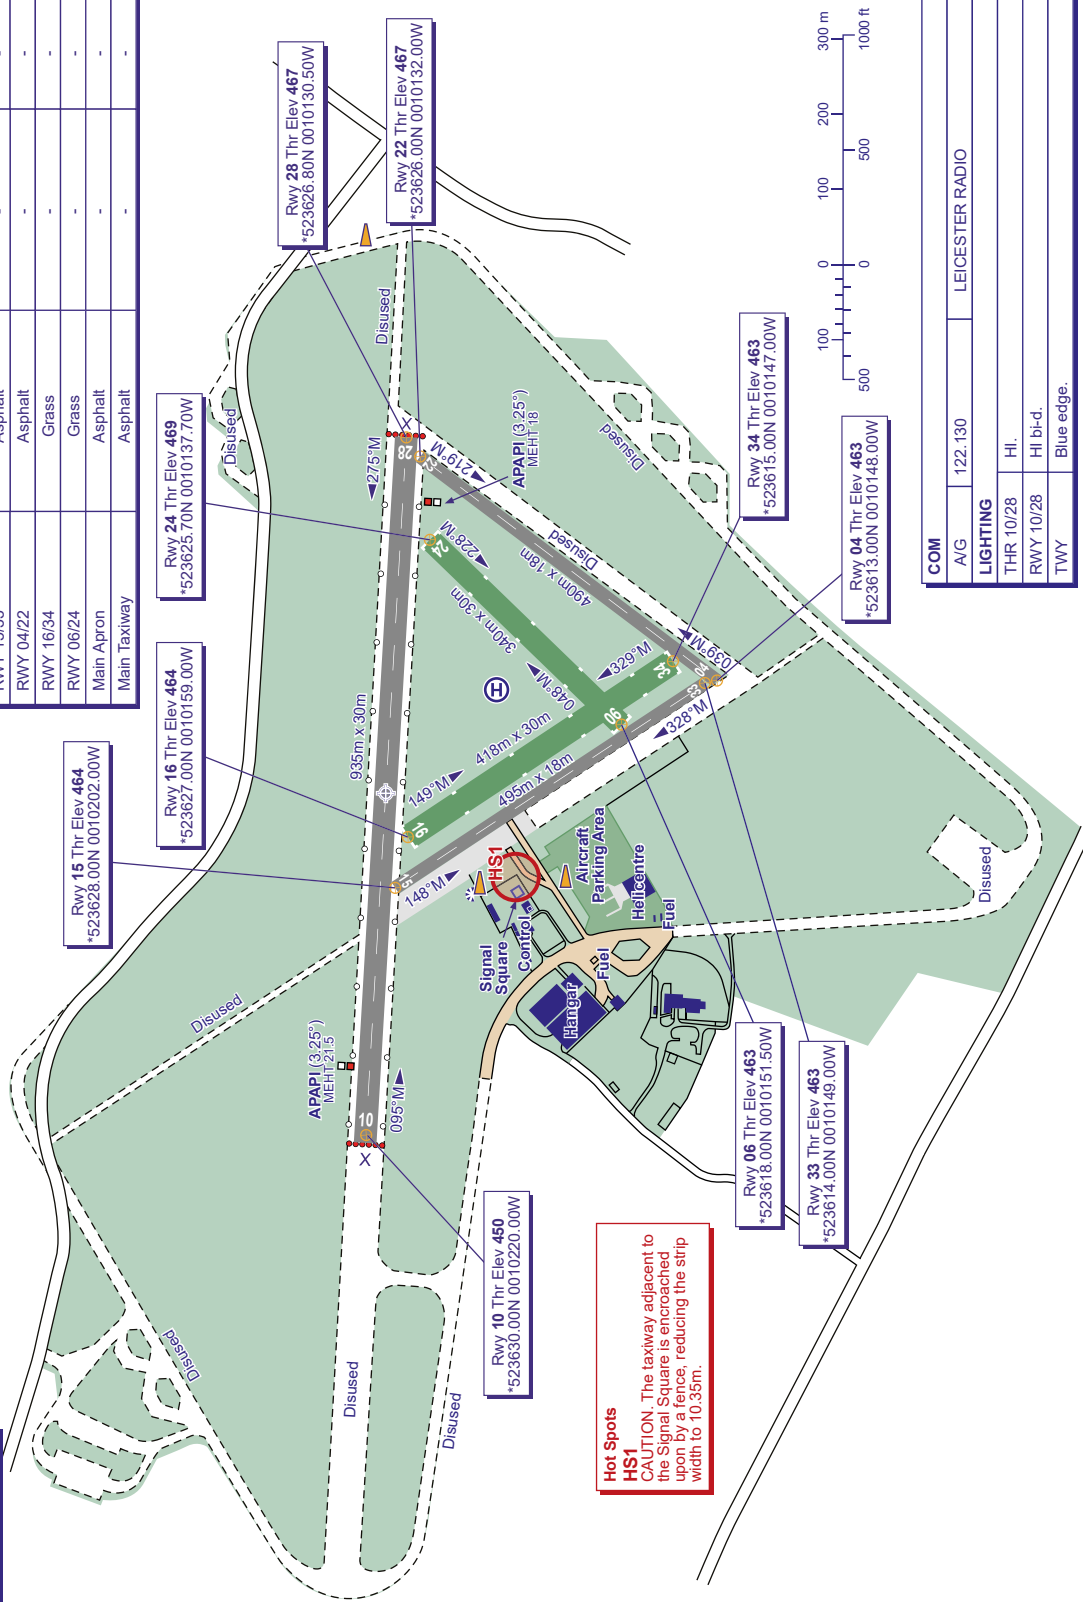 RWY 04/22 Asphalt - -
RWY 16/34 Grass - -
RWY 06/24 Grass - -
Main Apron Asphalt - -
Main Taxiway Asphalt - -
Rwy 15 Thr Elev 464
*523628.00N 0010202.00W
Rwy 16 Thr Elev 464
*523627.00N 0010159.00W
Rwy 24 Thr Elev 469
*523625.70N 0010137.70W
Rwy 28 Thr Elev 467
*523626.80N 0010130.50W
Rwy 22 Thr Elev 467
*523626.00N 0010132.00W
Rwy 34 Thr Elev 463
*523615.00N 0010147.00W
Rwy 04 Thr Elev 463
*523613.00N 0010148.00W
Rwy 06 Thr Elev 463
*523618.00N 0010151.50W
Rwy 33 Thr Elev 463
*523614.00N 0010149.00W
Rwy 10 Thr Elev 450
*523630.00N 0010220.00W
Disused
Disused
Disused
Disused
Disused
Disused
Disused
Disused
Disused
APAPI (3.25°)
MEHT 21.5
APAPI (3.25°)
MEHT 18
X
10
095°M
935m x 30m
28
275°M
X
22
219°M
24
228°M
340m x 30m
490m x 18m
16
149°M
418m x 30m
495m x 18m
148°M
048°M
06
329°M
34
039°M
33
328°M
H
HS1
Signal
Square
Control
Aircraft
Parking Area
Helicentre
Fuel
Fuel
Hangar
Hot Spots
HS1
CAUTION. The taxiway adjacent to
the Signal Square is encroached
upon by a fence, reducing the strip
width to 10.35m.
100 0 100 200 300 m
500 0 500 1000 ft
COM
A/G 122.130 LEICESTER RADIO
LIGHTING
THR 10/28 HI.
RWY 10/28 HI bi-d.
TWY Blue edge.